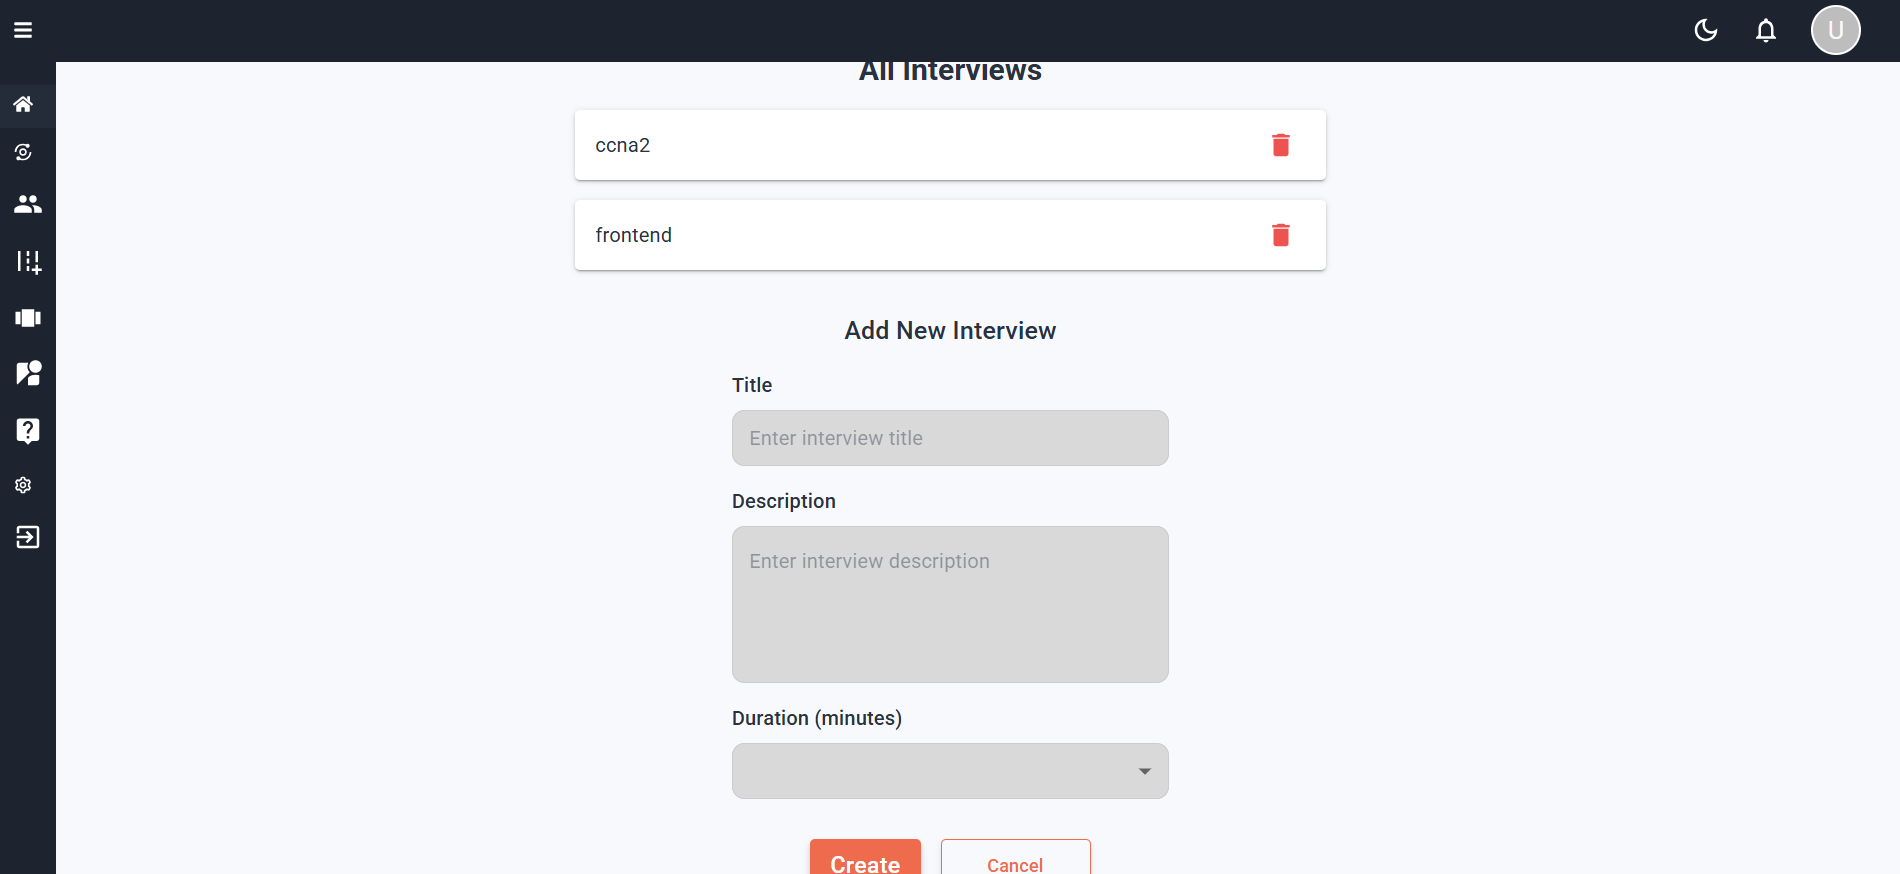 U
All Interviews
ccna2
frontend
Add New Interview
Title
Enter interview title
Description
Enter interview description
Duration (minutes)
Create
Cancel